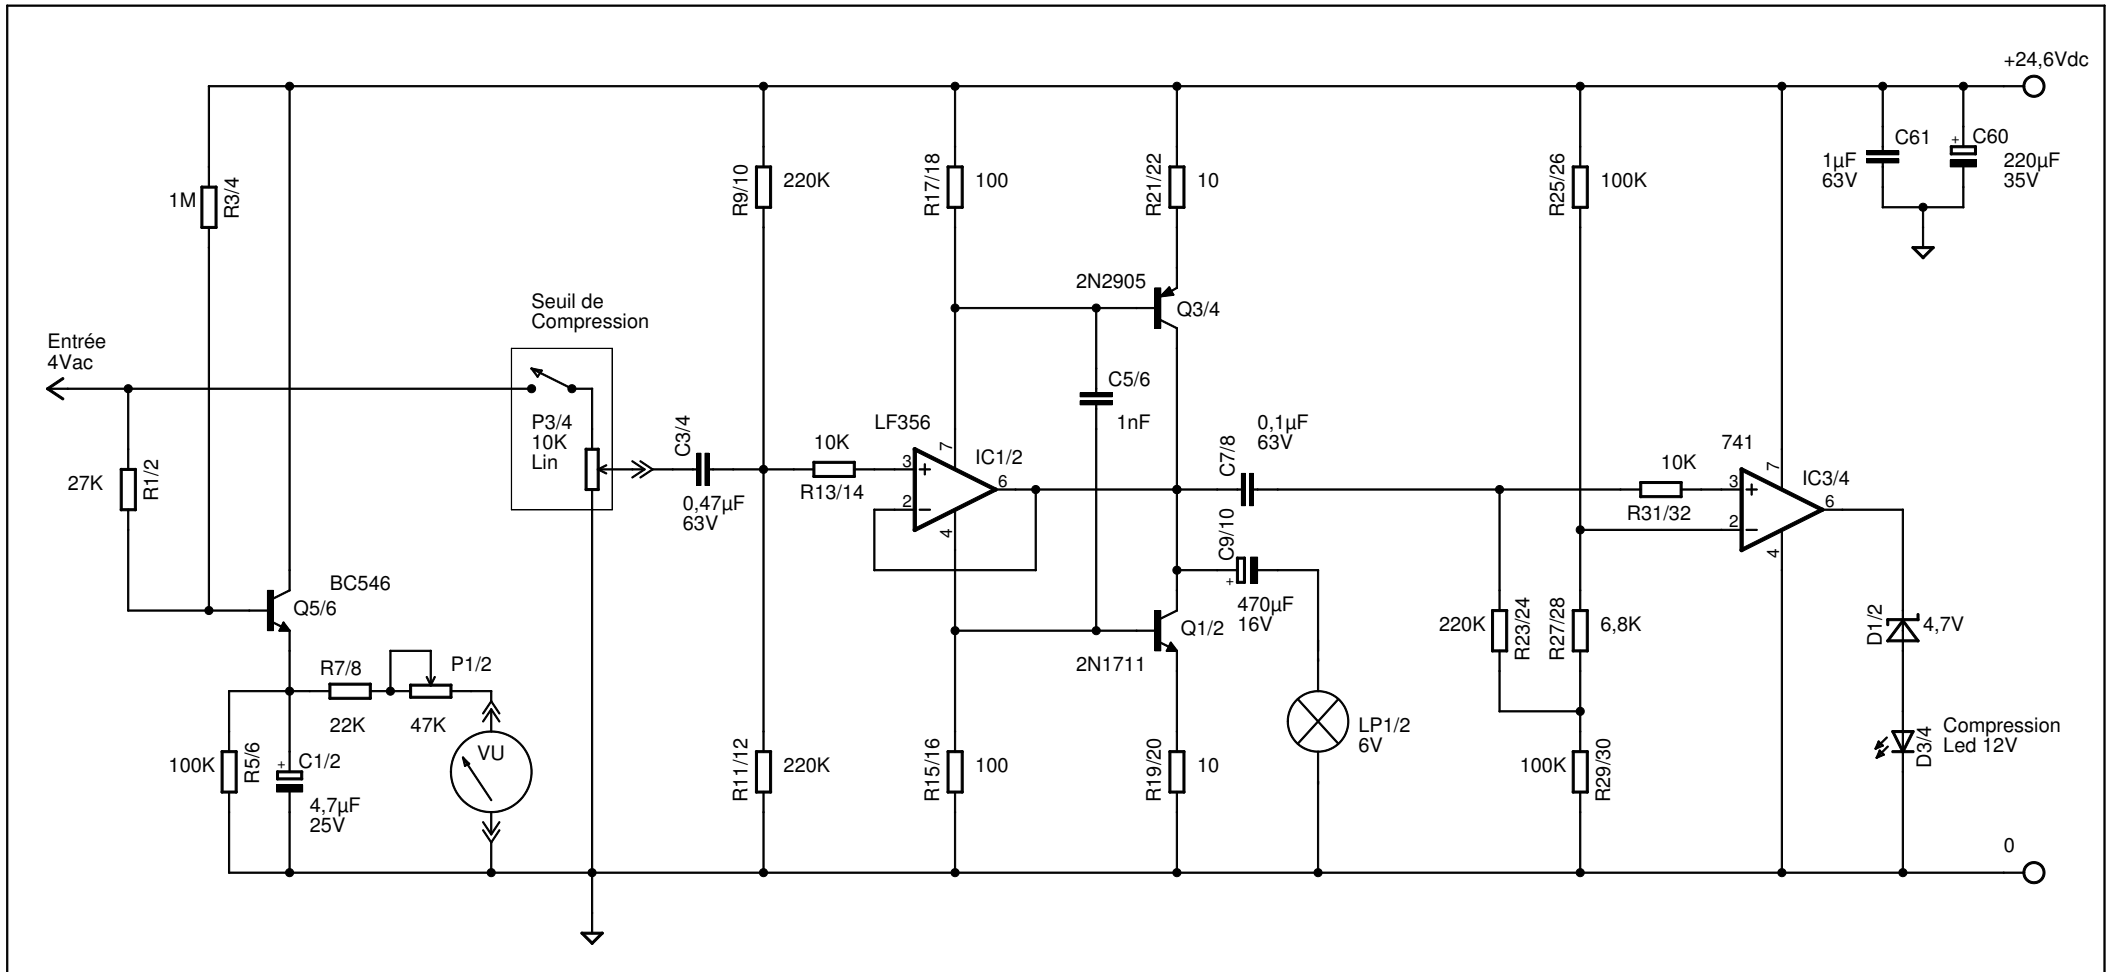 +24,6Vdc
1M
R3/4
R9/10
220K
R17/18
100
R21/22
10
R25/26
100K
C61
1µF
63V
+
C60
220µF
35V
Seuil de
Compression
2N2905
Q3/4
Entrée
4Vac
P3/4
10K
Lin
C3/4
0,47µF
63V
10K
R13/14
LF356
7
3
+
2
−
4
IC1/2
6
C5/6
1nF
0,1µF
63V
C7/8
741
7
10K
R31/32
3
+
2
−
4
IC3/4
6
27K
R1/2
C9/10
+
470µF
16V
BC546
Q5/6
Q1/2
2N1711
220K
R23/24
R27/28
6,8K
D1/2
4,7V
R7/8
22K
P1/2
47K
VU
100K
R5/6
+
C1/2
4,7µF
25V
R11/12
220K
R15/16
100
R19/20
10
LP1/2
6V
100K
R29/30
D3/4
Compression
Led 12V
0